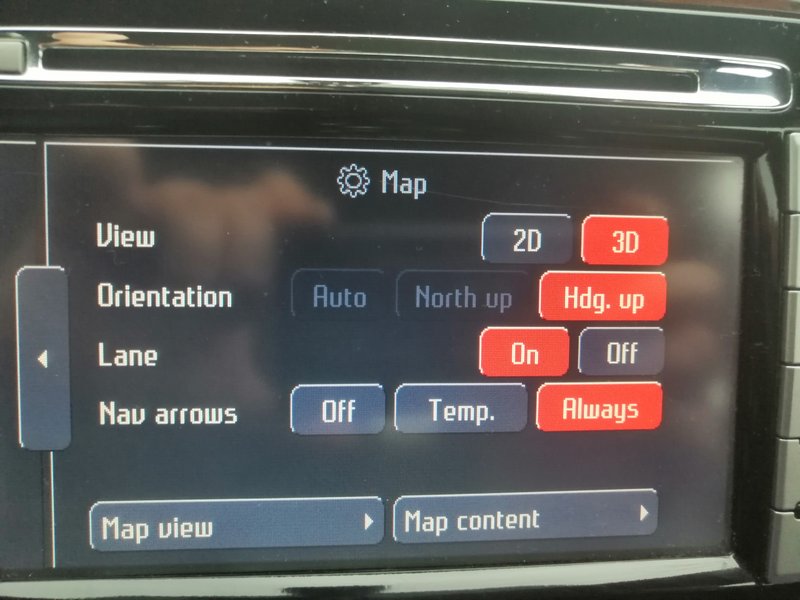 Map
View 2D 3D
Orientation Auto North up Hdg. up
Lane On Off
Nav arrows Off Temp. Always
Map view Map content